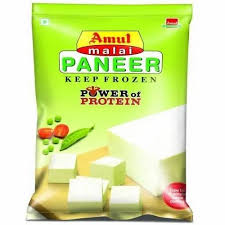 Amul
malai
PANEER
KEEP FROZEN
POWER of
PROTEIN